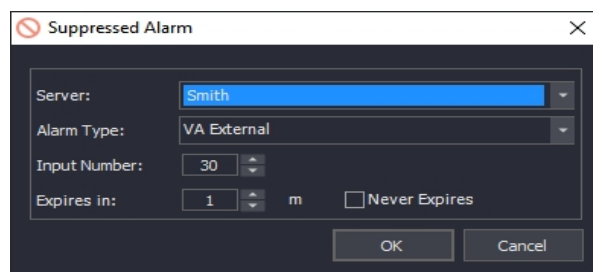 Suppressed Alarm
Server: Smith
Alarm Type: VA External
Input Number: 30
Expires in: 1 m Never Expires
OK Cancel